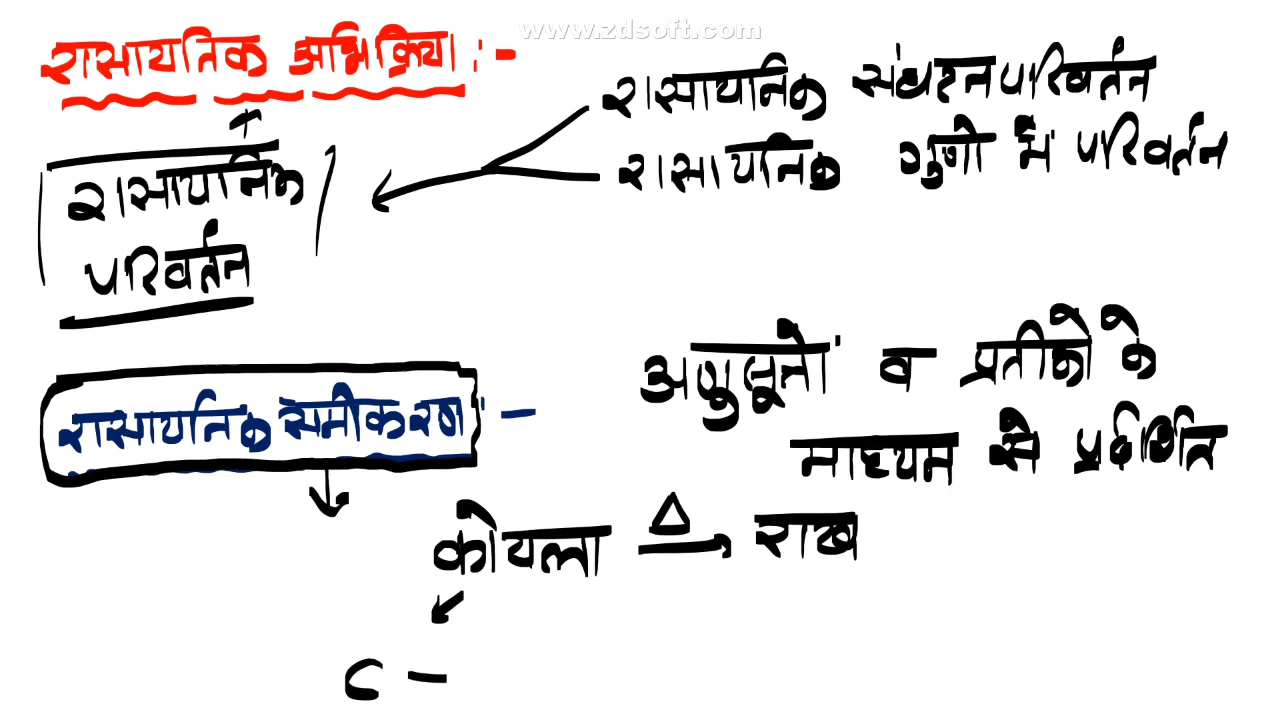 www.zdsoft.com
रासायनिक अभिक्रिया :-
रासायनिक संघटन परिवर्तन
रासायनिक गुणो में परिवर्तन
रासायनिक
परिवर्तन
रासायनिक समीकरण :-
अणुसूत्रों व प्रतीको के
माध्यम से प्रदर्शित
कोयला Δ → राख
C -